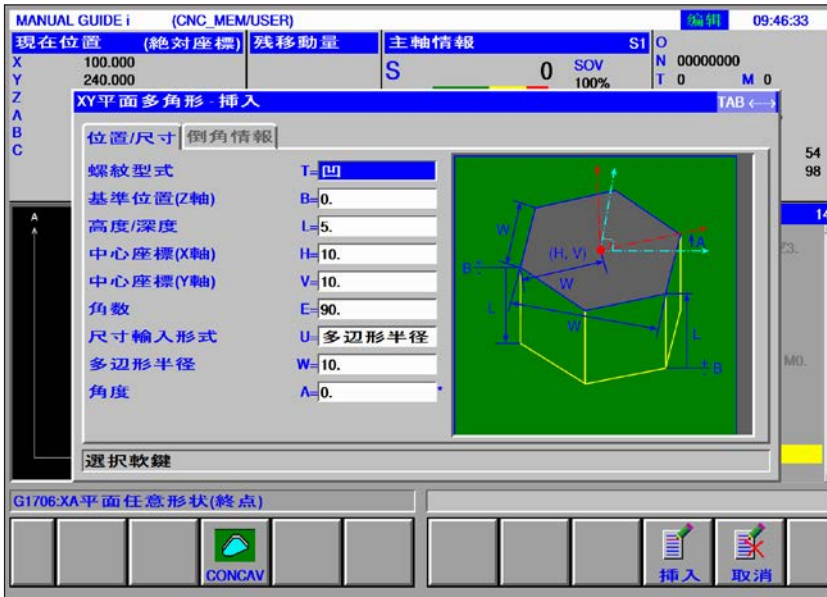 MANUAL GUIDE i (CNC_MEM/USER) 编辑 09:46:33
現在位置 (絶対座標) 残移動量 主軸情報 S1 O
X 100.000 S 0 SOV N 00000000
Y 240.000 100% T 0 M 0
Z XY平面多角形-挿入 TAB ←→
A
B 位置/尺寸 倒角情報
C 54
螺紋型式 T=凹 98
基準位置(Z軸) B=0.
高度/深度 L=5.
中心座標(X軸) H=10.
中心座標(Y軸) V=10.
角数 E=90.
尺寸輸入形式 U=多辺形半径
多辺形半径 W=10.
角度 A=0. °
W
(H, V)
A
B
W
L
W
L
B
A
14
Z3.
M0.
選択軟鍵
G1706:XA平面任意形状(終点)
CONCAV 挿入 取消